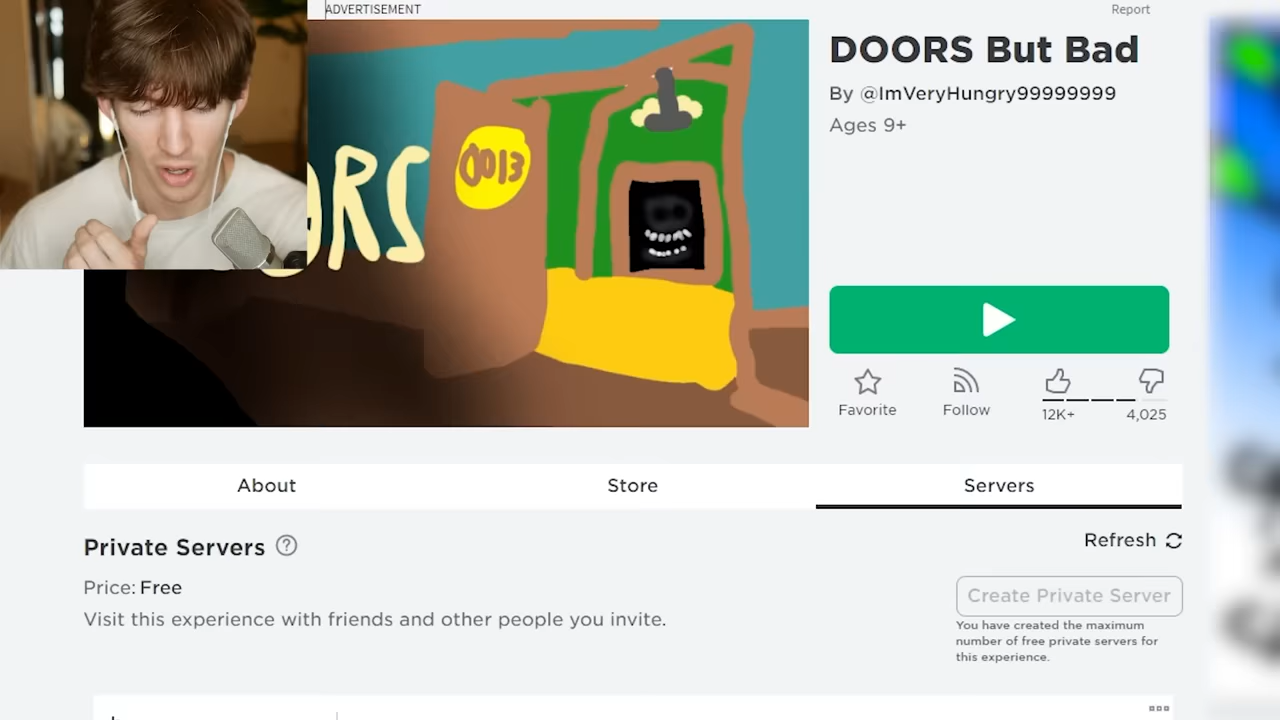 ADVERTISEMENT
Report
DOORS But Bad
By @ImVeryHungry99999999
Ages 9+
ORS
0013
Favorite
Follow
12K+
4,025
About
Store
Servers
Private Servers
Refresh
Price: Free
Create Private Server
Visit this experience with friends and other people you invite.
You have created the maximum
number of free private servers for
this experience.